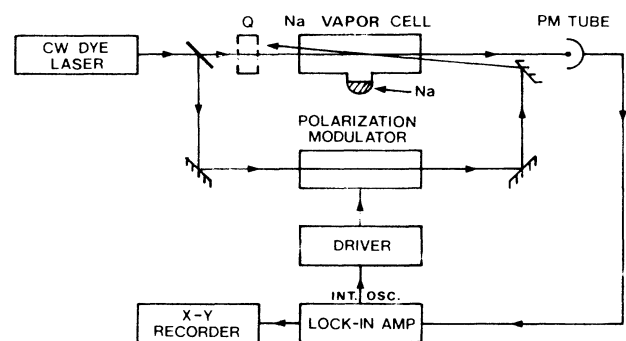 Q
Na VAPOR CELL
PM TUBE
CW DYE
LASER
Na
POLARIZATION
MODULATOR
DRIVER
INT. OSC.
X-Y
RECORDER
LOCK-IN AMP